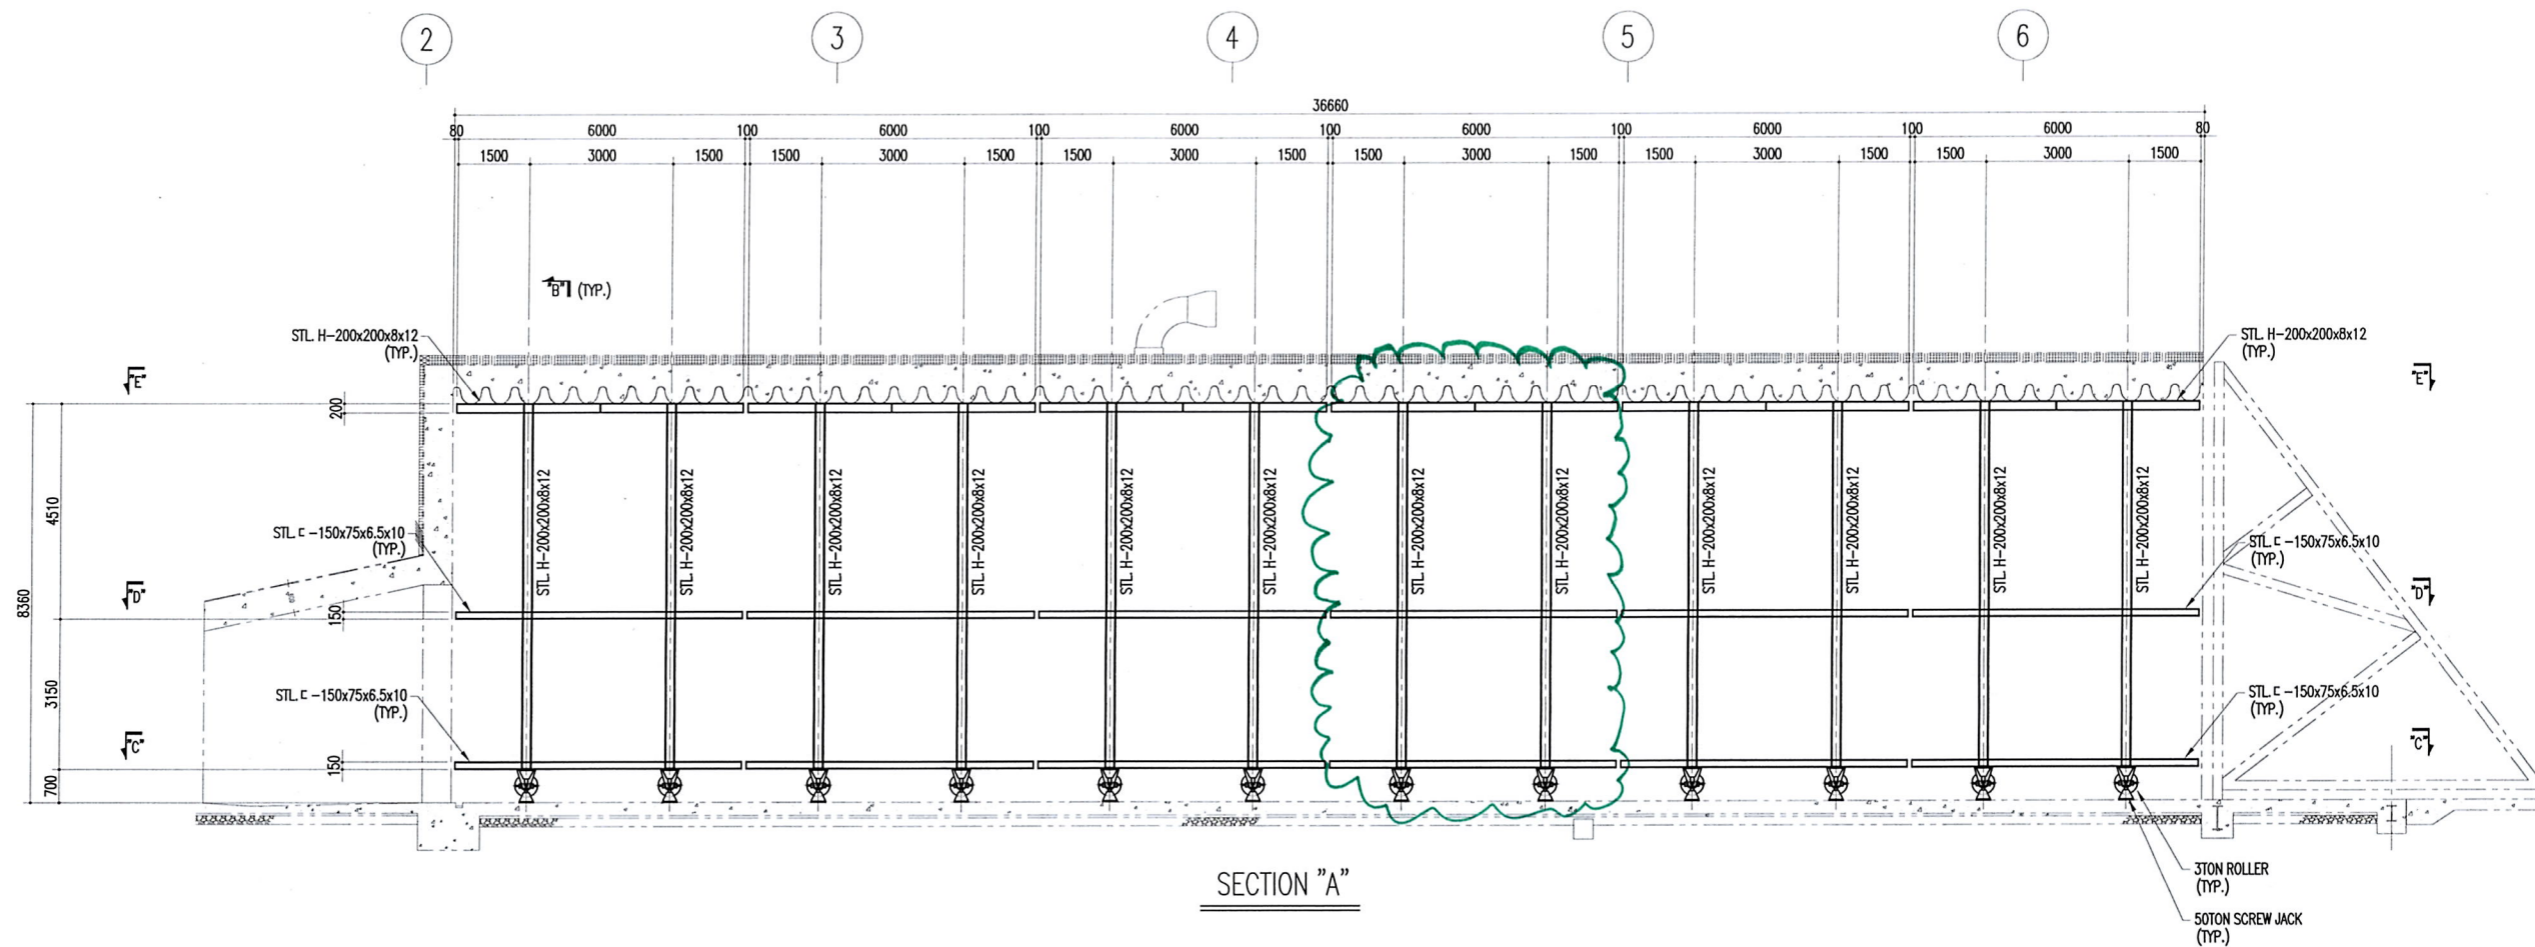 2 3 4 5 6
36660
80 6000 100 6000 100 6000 100 6000 100 6000 100 6000 80
1500 3000 1500 1500 3000 1500 1500 3000 1500 1500 3000 1500 1500 3000 1500 1500 3000 1500
"B" (TYP.)
STL. H-200x200x8x12
(TYP.)
STL. H-200x200x8x12
(TYP.)
"E"
"E"
200
4510
8360
STL. H-200x200x8x12
STL. H-200x200x8x12
STL. H-200x200x8x12
STL. H-200x200x8x12
STL. H-200x200x8x12
STL. H-200x200x8x12
STL. H-200x200x8x12
STL. H-200x200x8x12
STL. H-200x200x8x12
STL. H-200x200x8x12
STL. H-200x200x8x12
STL. H-200x200x8x12
STL. ⊏ -150x75x6.5x10
(TYP.)
STL. ⊏ -150x75x6.5x10
(TYP.)
"D"
"D"
150
3150
STL. ⊏ -150x75x6.5x10
(TYP.)
STL. ⊏ -150x75x6.5x10
(TYP.)
"C"
"C"
150
700
3TON ROLLER
(TYP.)
50TON SCREW JACK
(TYP.)
SECTION "A"